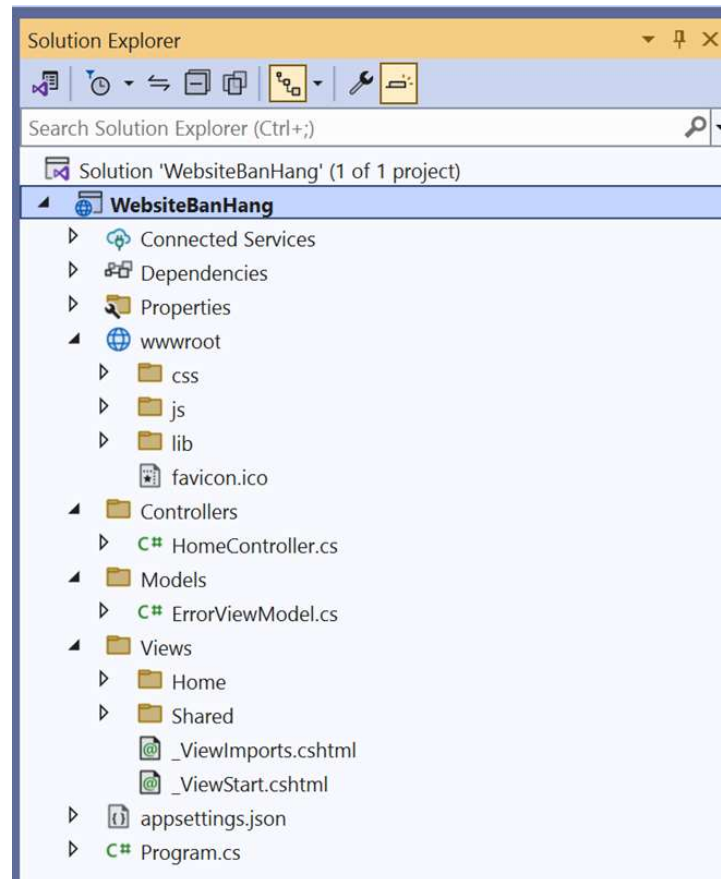 Solution Explorer
Search Solution Explorer (Ctrl+;)
Solution 'WebsiteBanHang' (1 of 1 project)
WebsiteBanHang
Connected Services
Dependencies
Properties
wwwroot
css
js
lib
favicon.ico
Controllers
C# HomeController.cs
Models
C# ErrorViewModel.cs
Views
Home
Shared
_ViewImports.cshtml
_ViewStart.cshtml
appsettings.json
C# Program.cs